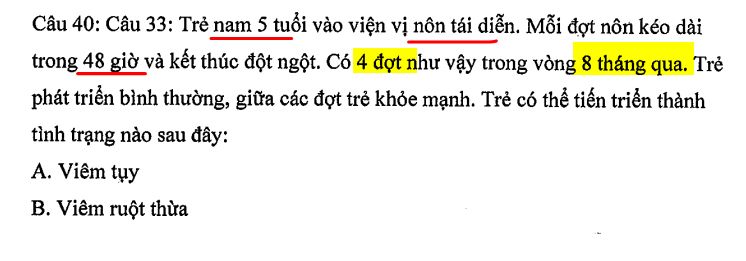 Câu 40: Câu 33: Trẻ nam 5 tuổi vào viện vị nôn tái diễn. Mỗi đợt nôn kéo dài
trong 48 giờ và kết thúc đột ngột. Có 4 đợt như vậy trong vòng 8 tháng qua. Trẻ
phát triển bình thường, giữa các đợt trẻ khỏe mạnh. Trẻ có thể tiến triển thành
tình trạng nào sau đây:
A. Viêm tụy
B. Viêm ruột thừa